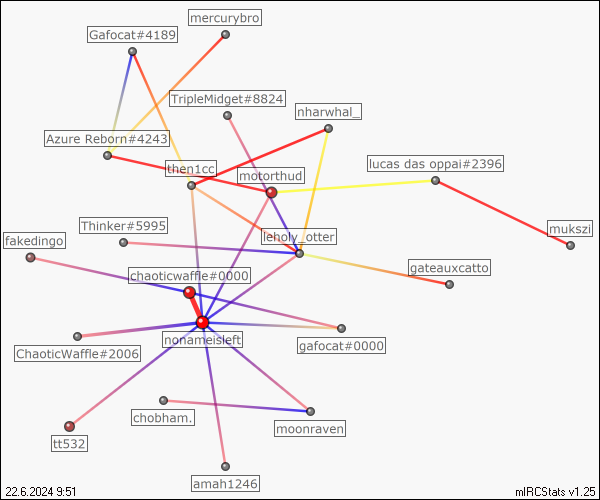 mercurybro
Gafocat#4189
TripleMidget#8824
nharwhal_
Azure Reborn#4243
lucas das oppai#2396
then1cc
motorthud
Thinker#5995
mukszi
fakedingo
leholy_otter
gateauxcatto
chaoticwaffle#0000
nonameisleft
gafocat#0000
ChaoticWaffle#2006
chobham.
moonraven
tt532
amah1246
22.6.2024 9:51
mIRCStats v1.25